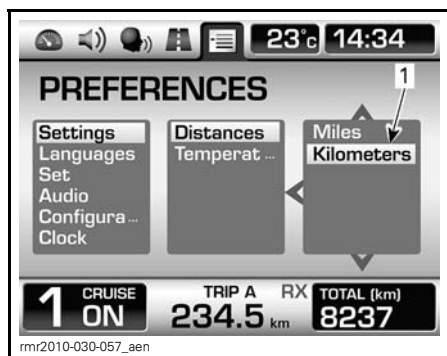 23°c 14:34
1
PREFERENCES
Settings
Languages
Set
Audio
Configura ...
Clock
Distances
Temperat ...
Miles
Kilometers
1 CRUISE ON
TRIP A RX
234.5 km
TOTAL (km)
8237
rmr2010-030-057_aen